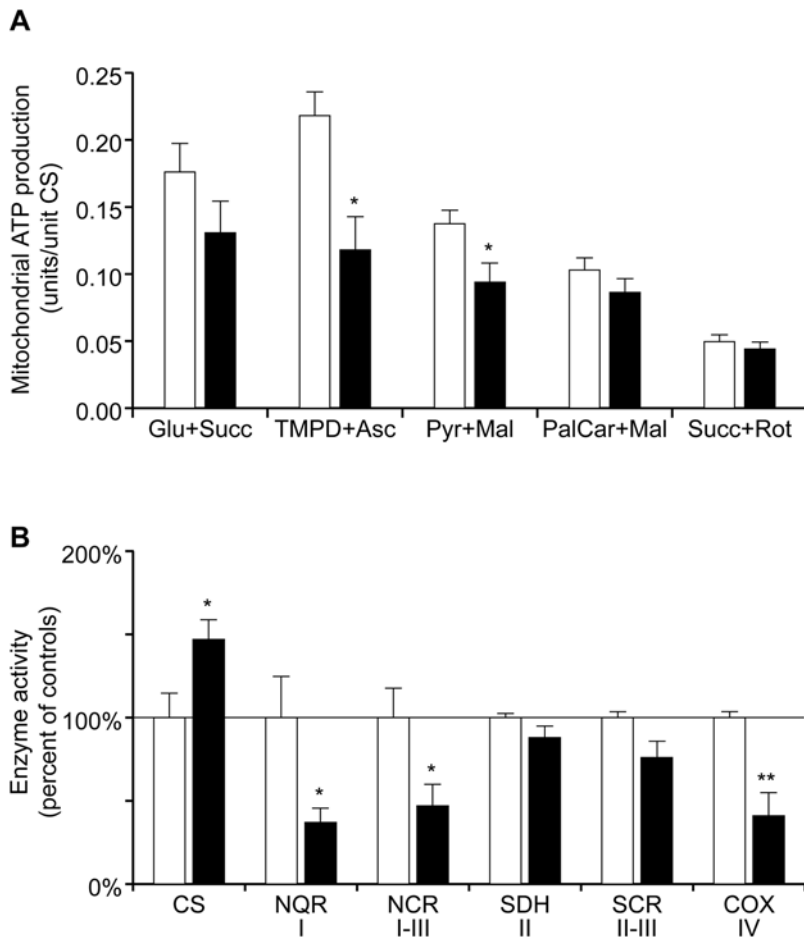 A
Mitochondrial ATP production
(units/unit CS)
0.25
0.20
0.15
0.10
0.05
0.00
*
*
Glu+Succ TMPD+Asc Pyr+Mal PalCar+Mal Succ+Rot
B
Enzyme activity
(percent of controls)
200%
100%
0%
*
*
*
**
CS NQR NCR SDH SCR COX
I I-III II II-III IV